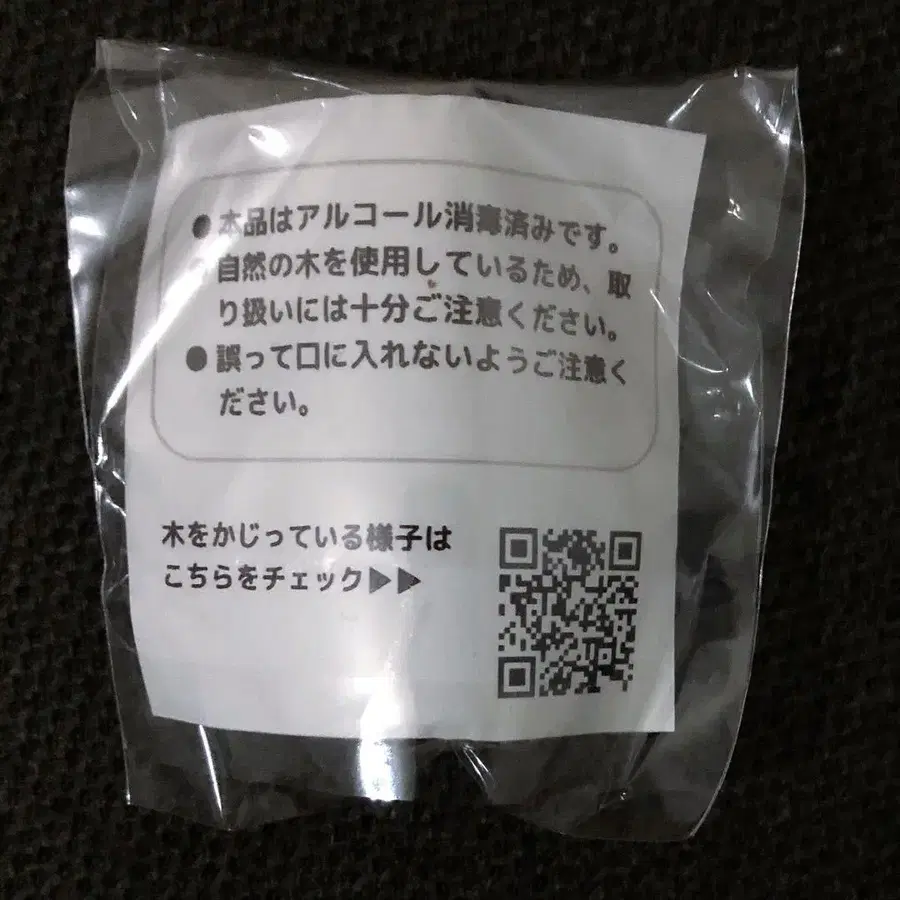 ●本品はアルコール消毒済みです。
自然の木を使用しているため、取
り扱いには十分ご注意ください。
●誤って口に入れないようご注意く
ださい。
木をかじっている様子は
こちらをチェック▶▶